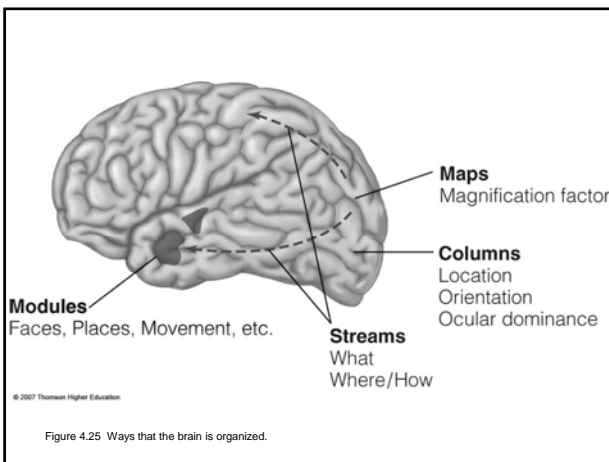 Maps
Magnification factor
Columns
Location
Orientation
Ocular dominance
Modules
Faces, Places, Movement, etc.
Streams
What
Where/How
© 2007 Thomson Higher Education
Figure 4.25 Ways that the brain is organized.